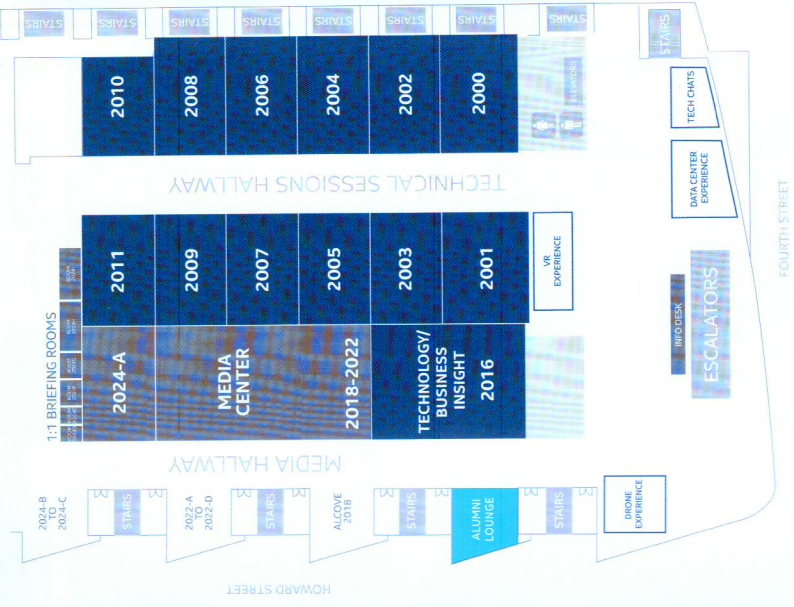 STAIRS
STAIRS
STAIRS
STAIRS
STAIRS
STAIRS
STAIRS
STAIRS
STAIRS
2010
2008
2006
2004
2002
2000
ELEVATORS
TECH CHATS
TECHNICAL SESSIONS HALLWAY
DATA CENTER
EXPERIENCE
FOURTH STREET
1:1 BRIEFING ROOMS
2011
2009
2007
2005
2003
2001
VR
EXPERIENCE
2024-A
MEDIA
CENTER
2018-2022
TECHNOLOGY/
BUSINESS
INSIGHT
2016
INFO DESK
ESCALATORS
MEDIA HALLWAY
2024-B
TO
2024-C
STAIRS
2022-A
TO
2022-D
STAIRS
ALCOVE
2018
STAIRS
ALUMNI
LOUNGE
STAIRS
DRONE
EXPERIENCE
HOWARD STREET